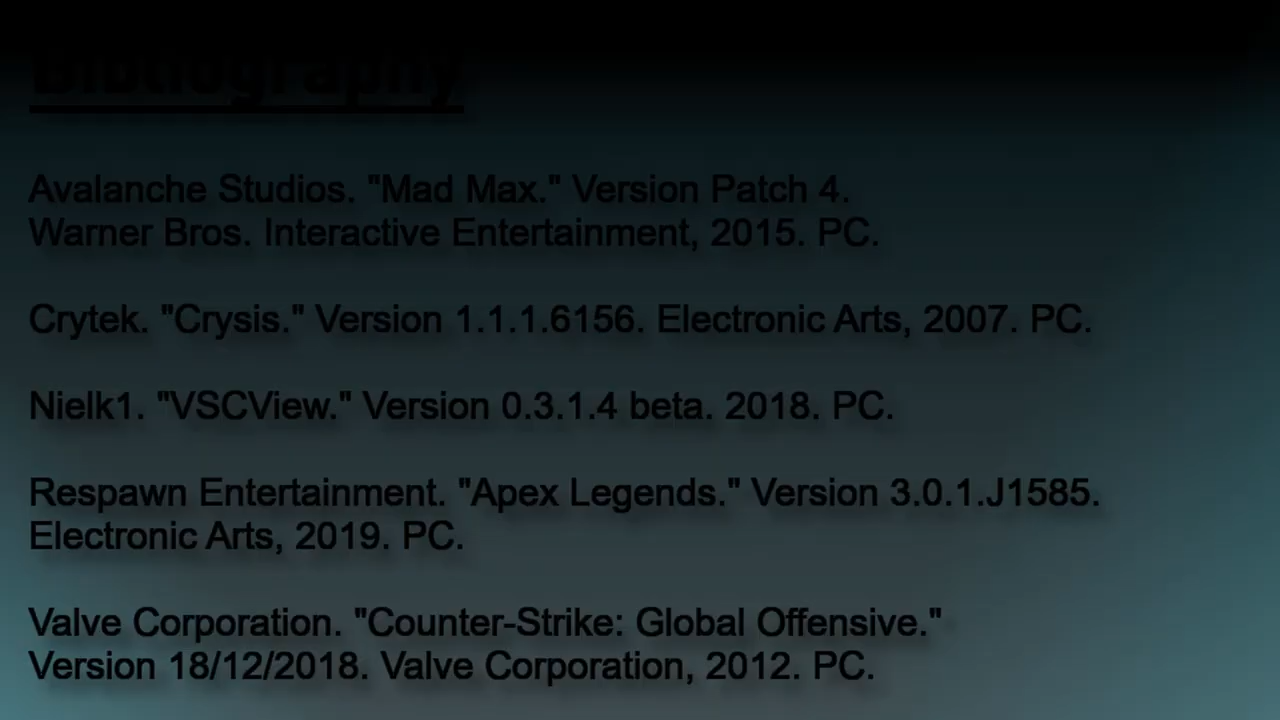 Bibliography
Avalanche Studios. "Mad Max." Version Patch 4.
Warner Bros. Interactive Entertainment, 2015. PC.
Crytek. "Crysis." Version 1.1.1.6156. Electronic Arts, 2007. PC.
Nielk1. "VSCView." Version 0.3.1.4 beta. 2018. PC.
Respawn Entertainment. "Apex Legends." Version 3.0.1.J1585.
Electronic Arts, 2019. PC.
Valve Corporation. "Counter-Strike: Global Offensive."
Version 18/12/2018. Valve Corporation, 2012. PC.